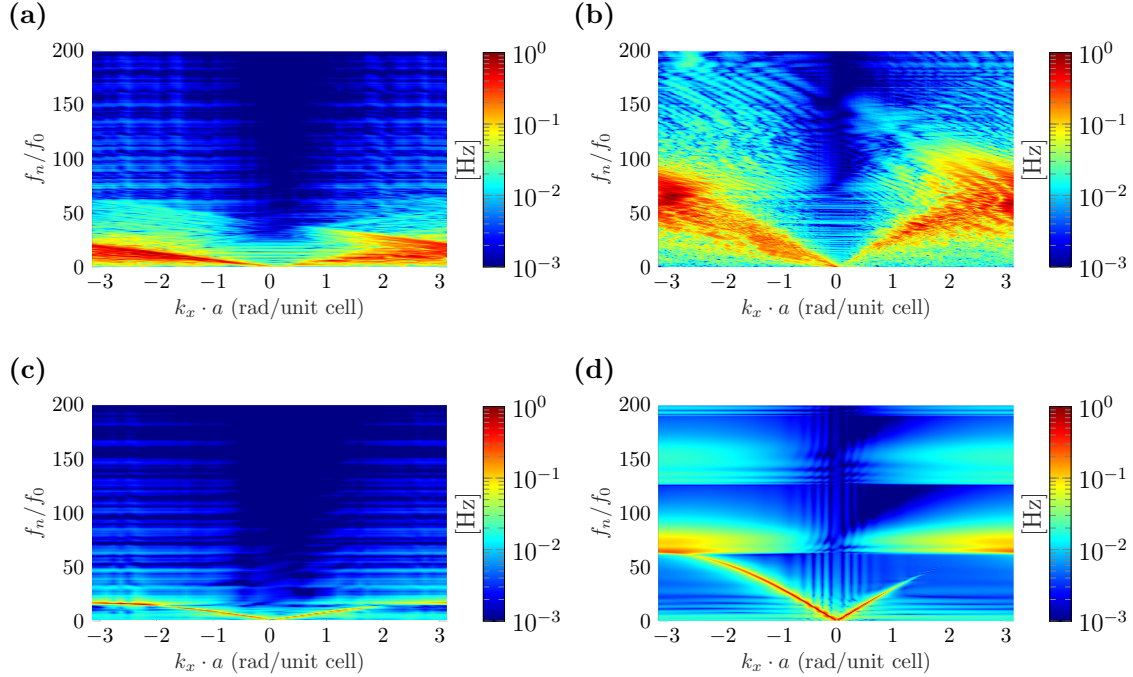 (a)
200
150
100
50
0
f_n/f_0
−3 −2 −1 0 1 2 3
k_x · a (rad/unit cell)
10^0
10^{-1}
10^{-2}
10^{-3}
[Hz]
(b)
200
150
100
50
0
f_n/f_0
−3 −2 −1 0 1 2 3
k_x · a (rad/unit cell)
10^0
10^{-1}
10^{-2}
10^{-3}
[Hz]
(c)
200
150
100
50
0
f_n/f_0
−3 −2 −1 0 1 2 3
k_x · a (rad/unit cell)
10^0
10^{-1}
10^{-2}
10^{-3}
[Hz]
(d)
200
150
100
50
0
f_n/f_0
−3 −2 −1 0 1 2 3
k_x · a (rad/unit cell)
10^0
10^{-1}
10^{-2}
10^{-3}
[Hz]